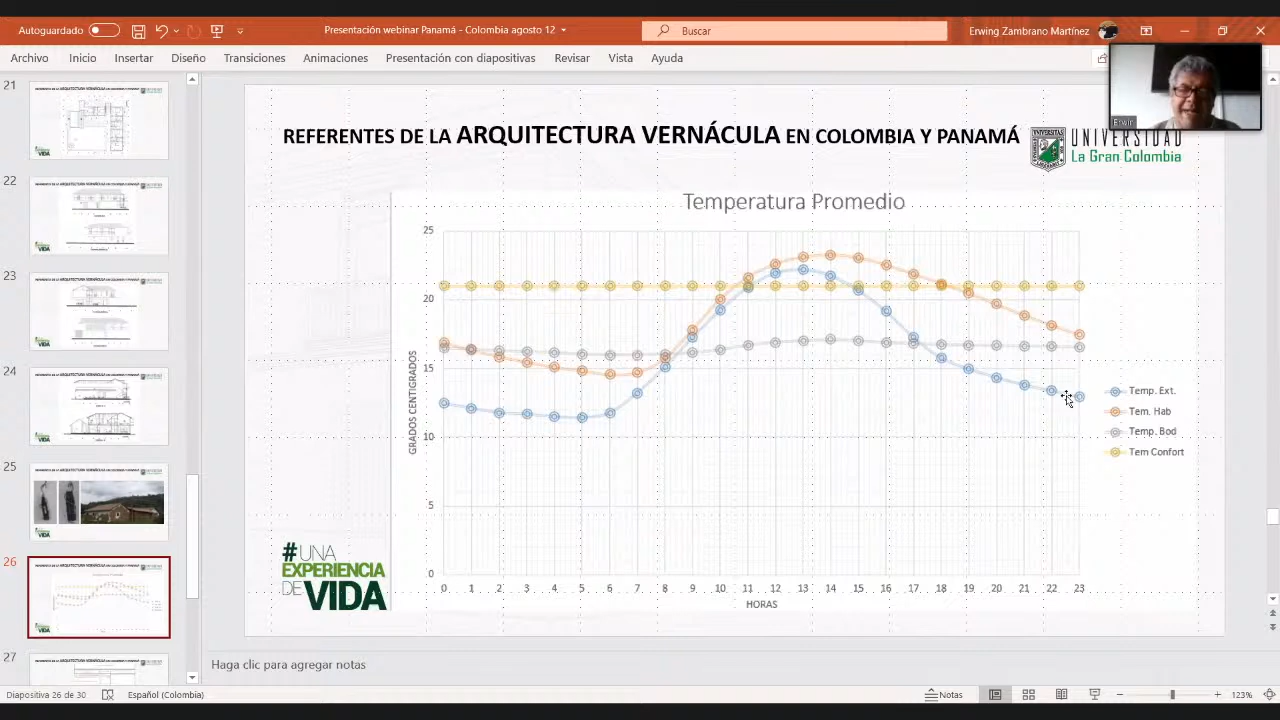 Autoguardado
Presentación webinar Panamá - Colombia agosto 12
Buscar
Erwing Zambrano Martínez
Archivo Inicio Insertar Diseño Transiciones Animaciones Presentación con diapositivas Revisar Vista Ayuda
21
22
23
24
25
26
27
Erwin
REFERENTES DE LA ARQUITECTURA VERNÁCULA EN COLOMBIA Y PANAMÁ
UNIVERSIDAD
La Gran Colombia
Temperatura Promedio
25
20
15
10
5
0
GRADOS CENTIGRADOS
0 1 2 3 4 5 6 7 8 9 10 11 12 13 14 15 16 17 18 19 20 21 22 23
HORAS
Temp. Ext.
Tem. Hab
Temp. Bod
Tem Confort
#UNA
EXPERIENCIA
DE VIDA
Haga clic para agregar notas
Diapositiva 26 de 30
Español (Colombia)
Notas
123%